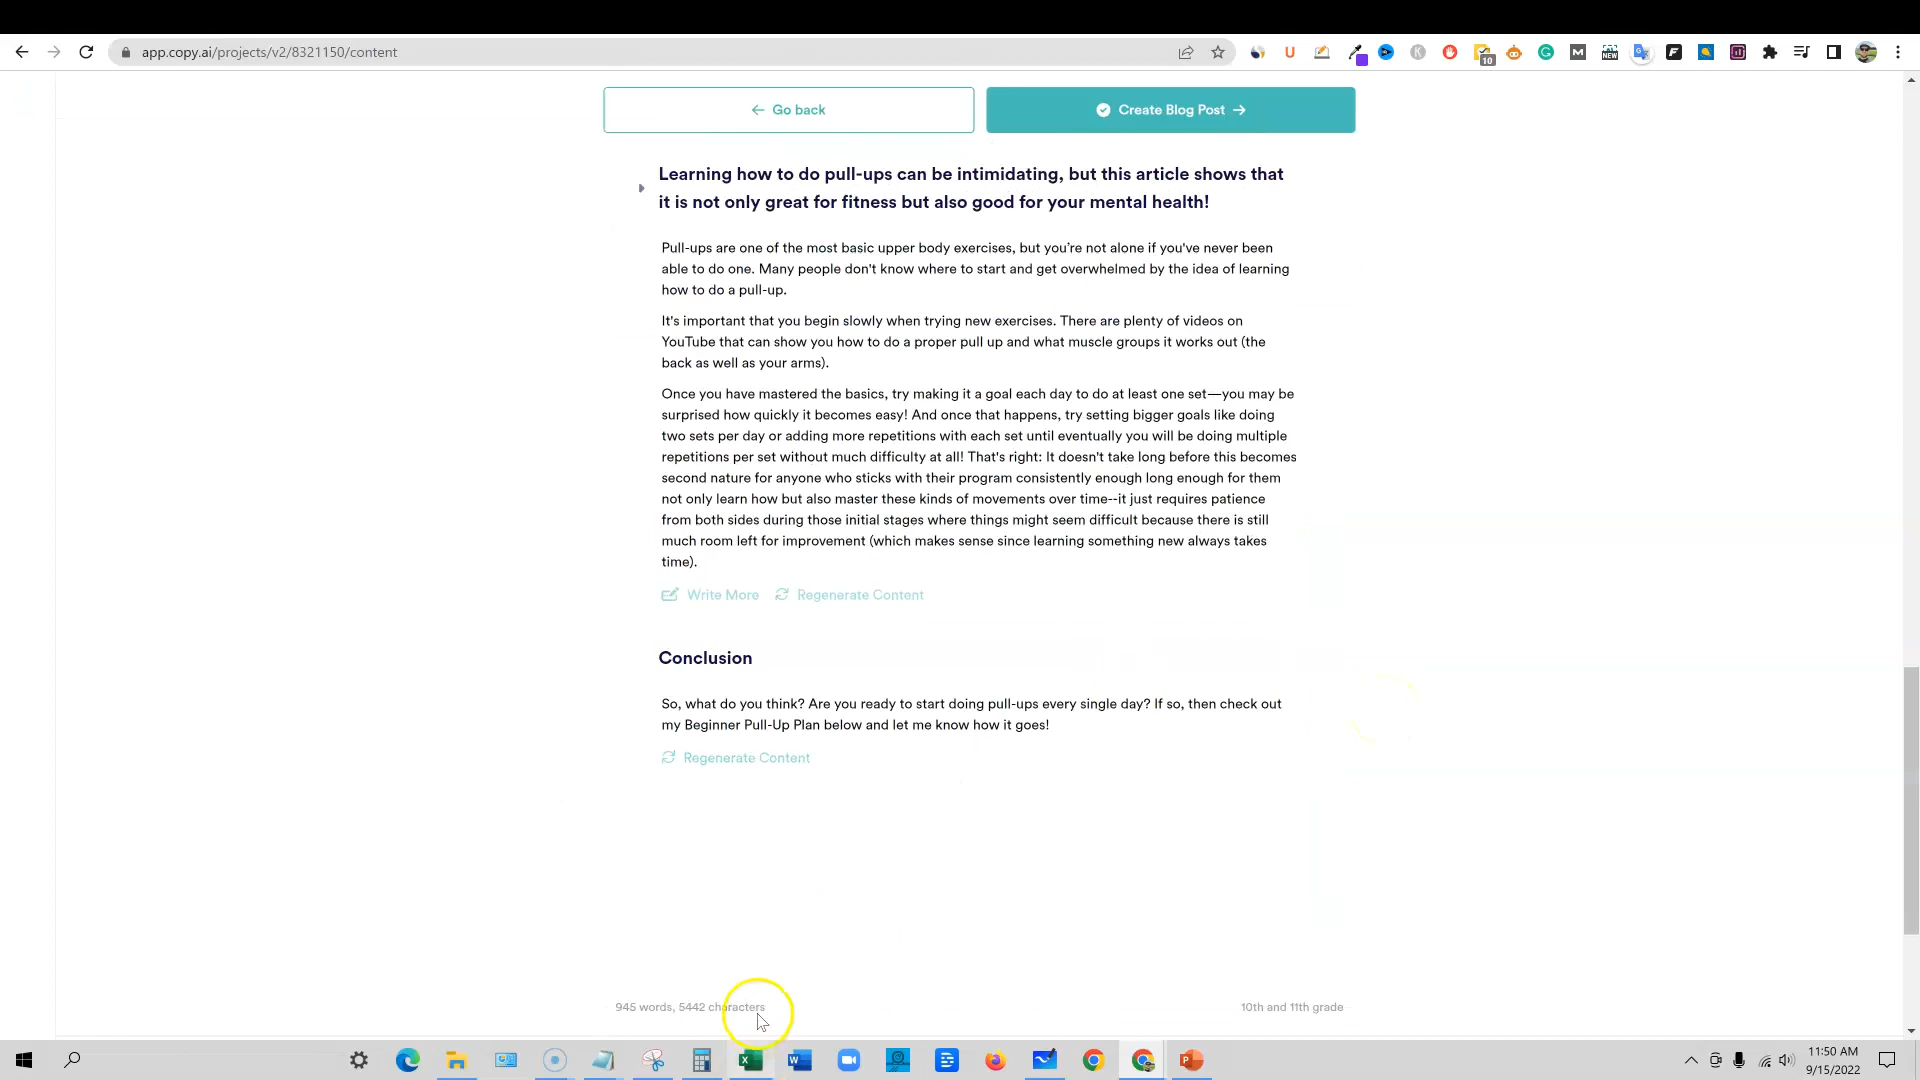 app.copy.ai/projects/v2/8321150/content
10
NEW
Go back
Create Blog Post
Learning how to do pull-ups can be intimidating, but this article shows that
it is not only great for fitness but also good for your mental health!
Pull-ups are one of the most basic upper body exercises, but you’re not alone if you've never been
able to do one. Many people don't know where to start and get overwhelmed by the idea of learning
how to do a pull-up.
It's important that you begin slowly when trying new exercises. There are plenty of videos on
YouTube that can show you how to do a proper pull up and what muscle groups it works out (the
back as well as your arms).
Once you have mastered the basics, try making it a goal each day to do at least one set—you may be
surprised how quickly it becomes easy! And once that happens, try setting bigger goals like doing
two sets per day or adding more repetitions with each set until eventually you will be doing multiple
repetitions per set without much difficulty at all! That's right: It doesn't take long before this becomes
second nature for anyone who sticks with their program consistently enough long enough for them
not only learn how but also master these kinds of movements over time--it just requires patience
from both sides during those initial stages where things might seem difficult because there is still
much room left for improvement (which makes sense since learning something new always takes
time).
Write More Regenerate Content
Conclusion
So, what do you think? Are you ready to start doing pull-ups every single day? If so, then check out
my Beginner Pull-Up Plan below and let me know how it goes!
Regenerate Content
945 words, 5442 characters
10th and 11th grade
11:50 AM
9/15/2022